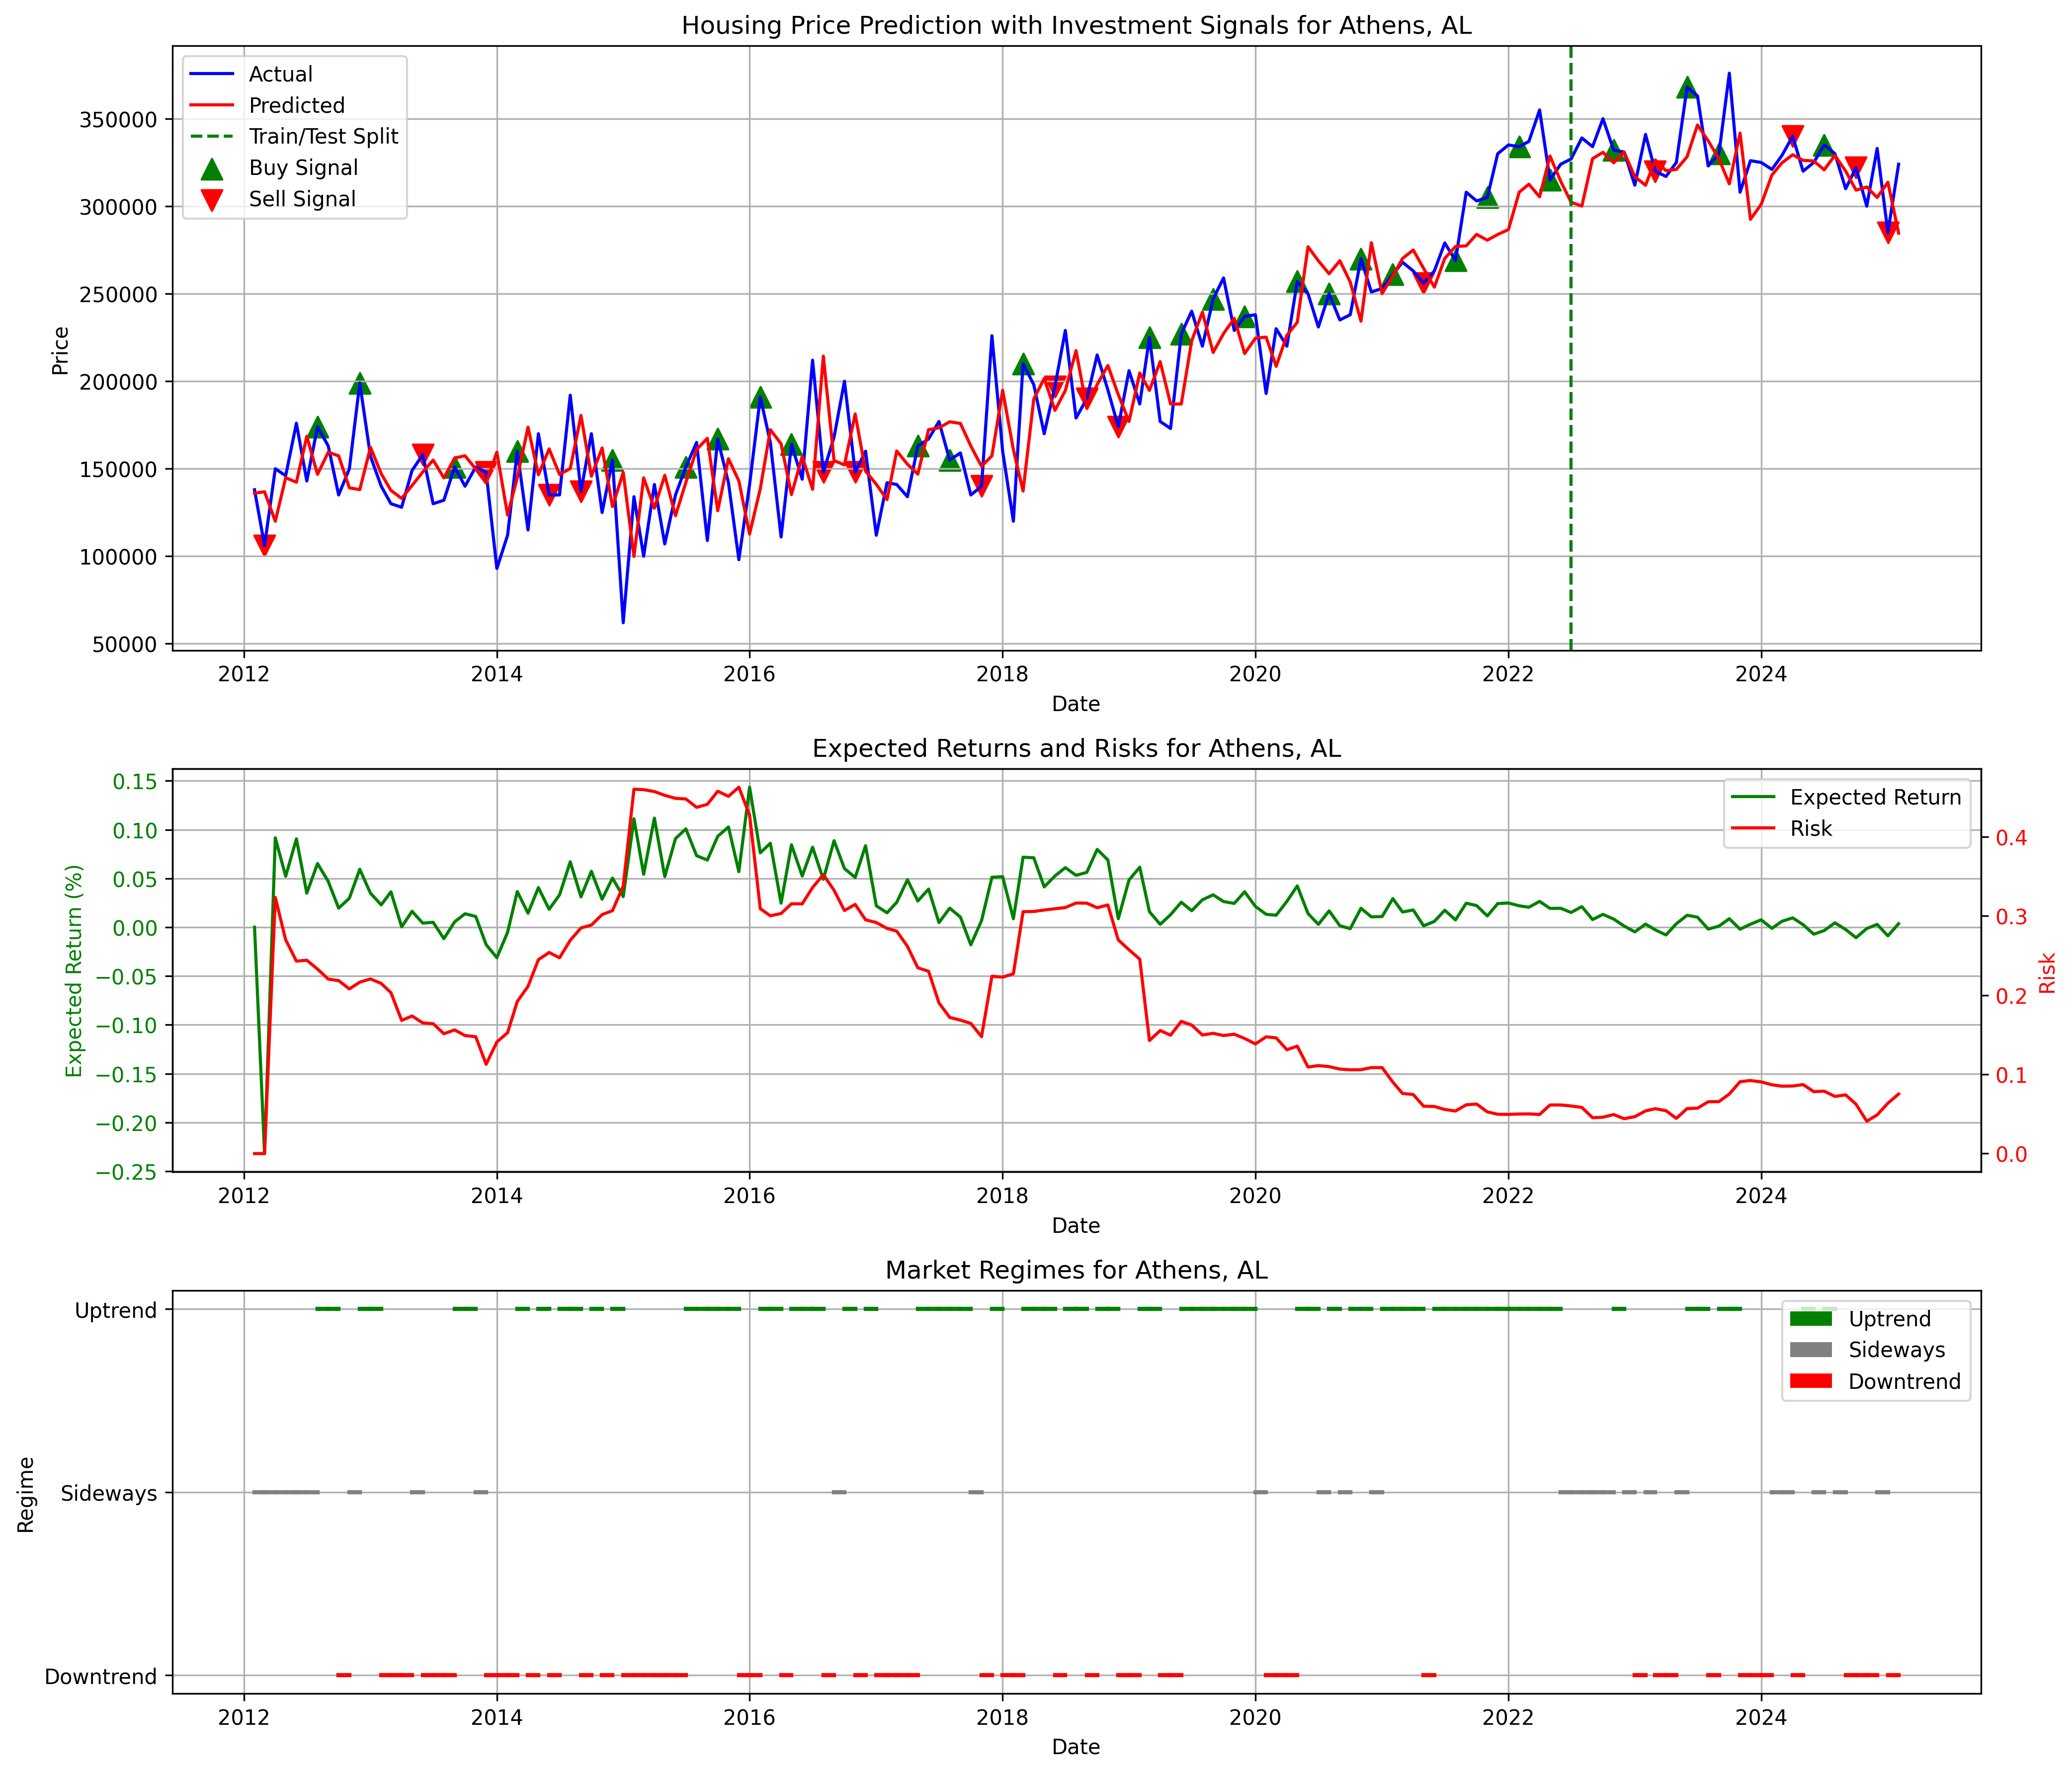 Housing Price Prediction with Investment Signals for Athens, AL
Actual
Predicted
Train/Test Split
Buy Signal
Sell Signal
Price
350000
300000
250000
200000
150000
100000
50000
2012 2014 2016 2018 2020 2022 2024
Date
Expected Returns and Risks for Athens, AL
Expected Return
Risk
Expected Return (%)
0.15
0.10
0.05
0.00
−0.05
−0.10
−0.15
−0.20
−0.25
0.4
0.3
0.2
0.1
0.0
Risk
2012 2014 2016 2018 2020 2022 2024
Date
Market Regimes for Athens, AL
Uptrend
Sideways
Downtrend
Regime
Uptrend
Sideways
Downtrend
2012 2014 2016 2018 2020 2022 2024
Date